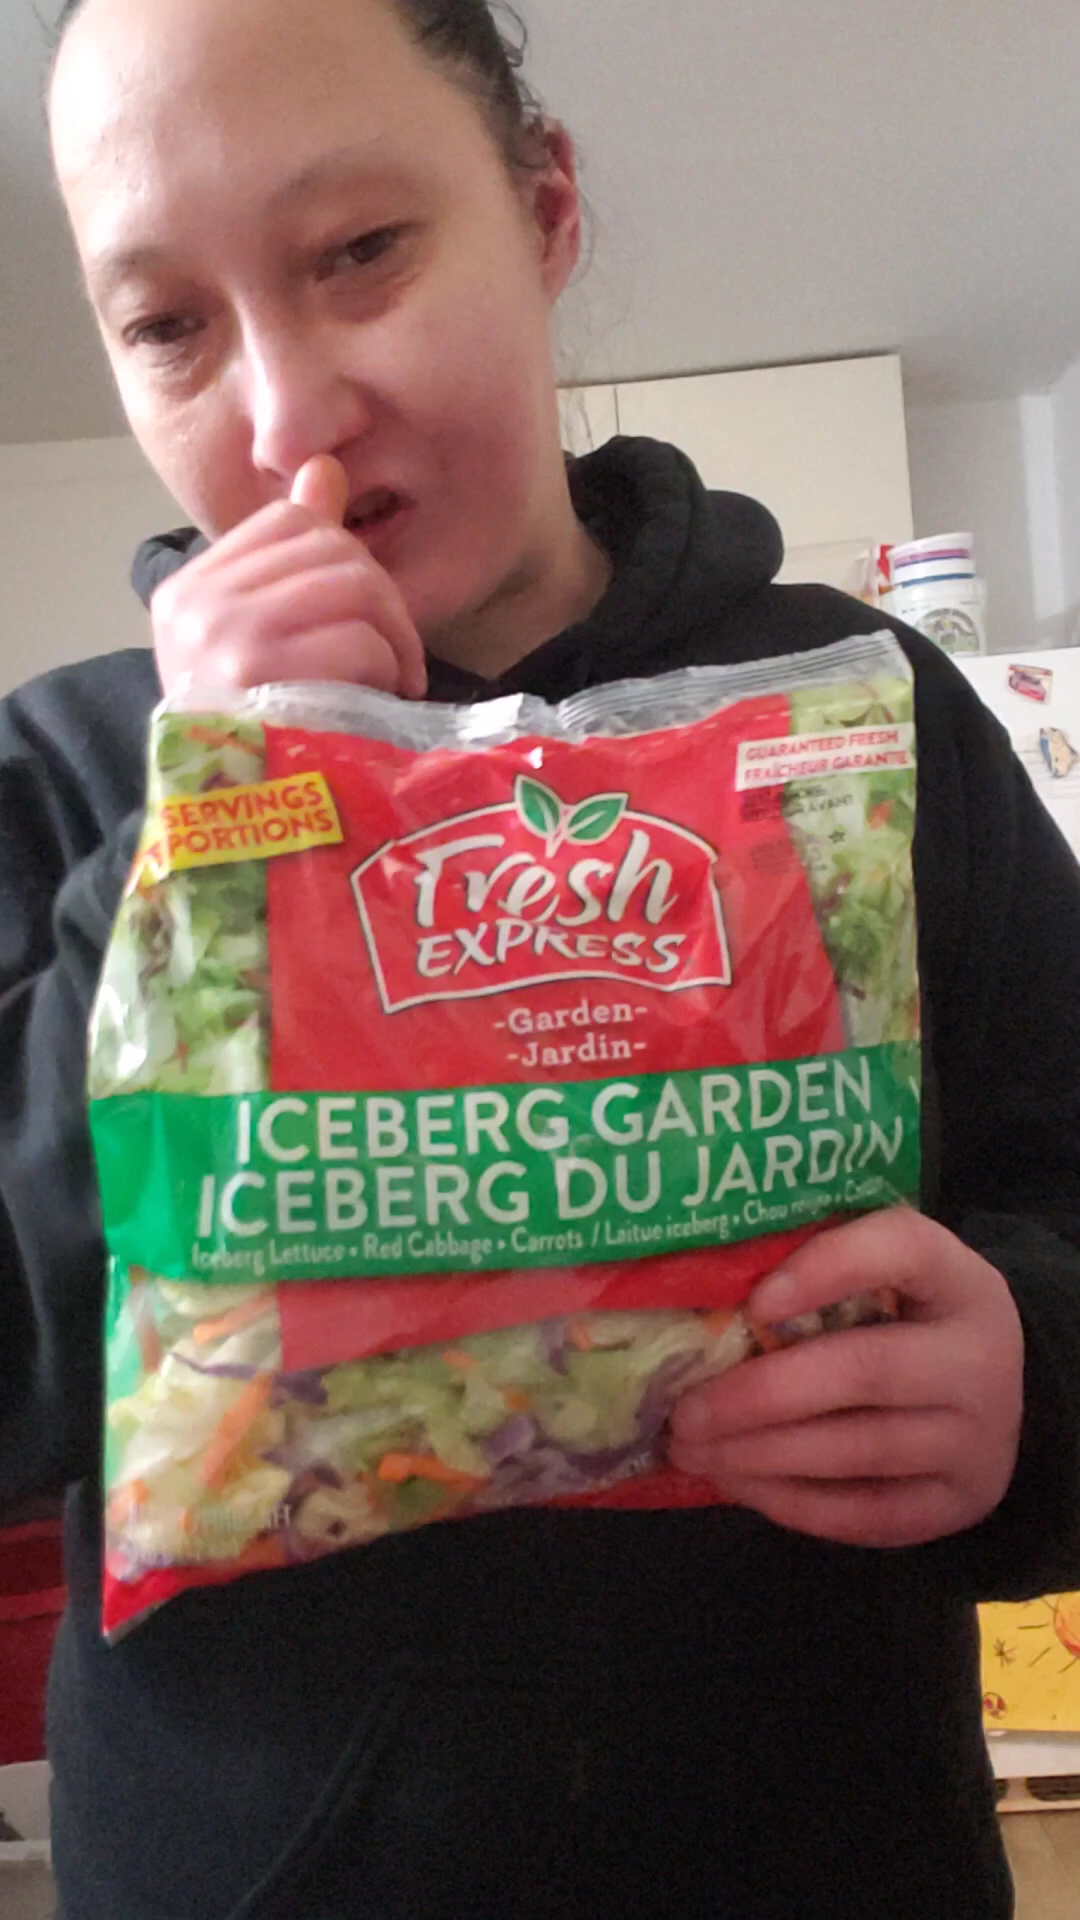 SERVINGS
PORTIONS
GUARANTEED FRESH
FRAÎCHEUR GARANTIE
Fresh
EXPRESS
-Garden-
-Jardin-
ICEBERG GARDEN
ICEBERG DU JARDIN
Iceberg Lettuce • Red Cabbage • Carrots / Laitue iceberg • Chou rouge